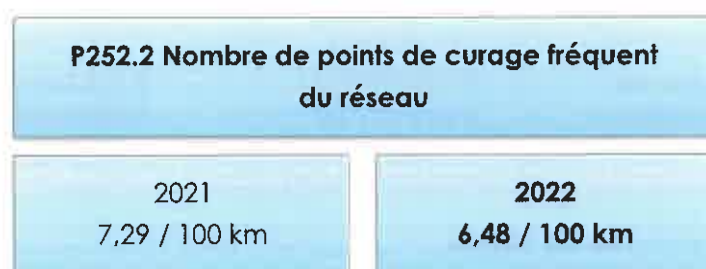 P252.2 Nombre de points de curage fréquent
du réseau
2021
7,29 / 100 km
2022
6,48 / 100 km